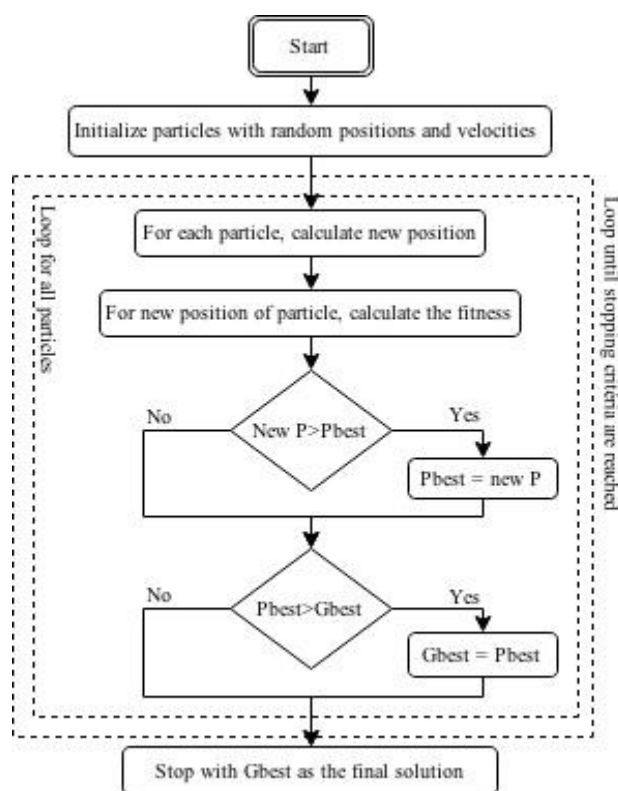 Start
Initialize particles with random positions and velocities
Loop for all particles
Loop until stopping criteria are reached
For each particle, calculate new position
For new position of particle, calculate the fitness
No
New P>Pbest
Yes
Pbest = new P
No
Pbest>Gbest
Yes
Gbest = Pbest
Stop with Gbest as the final solution